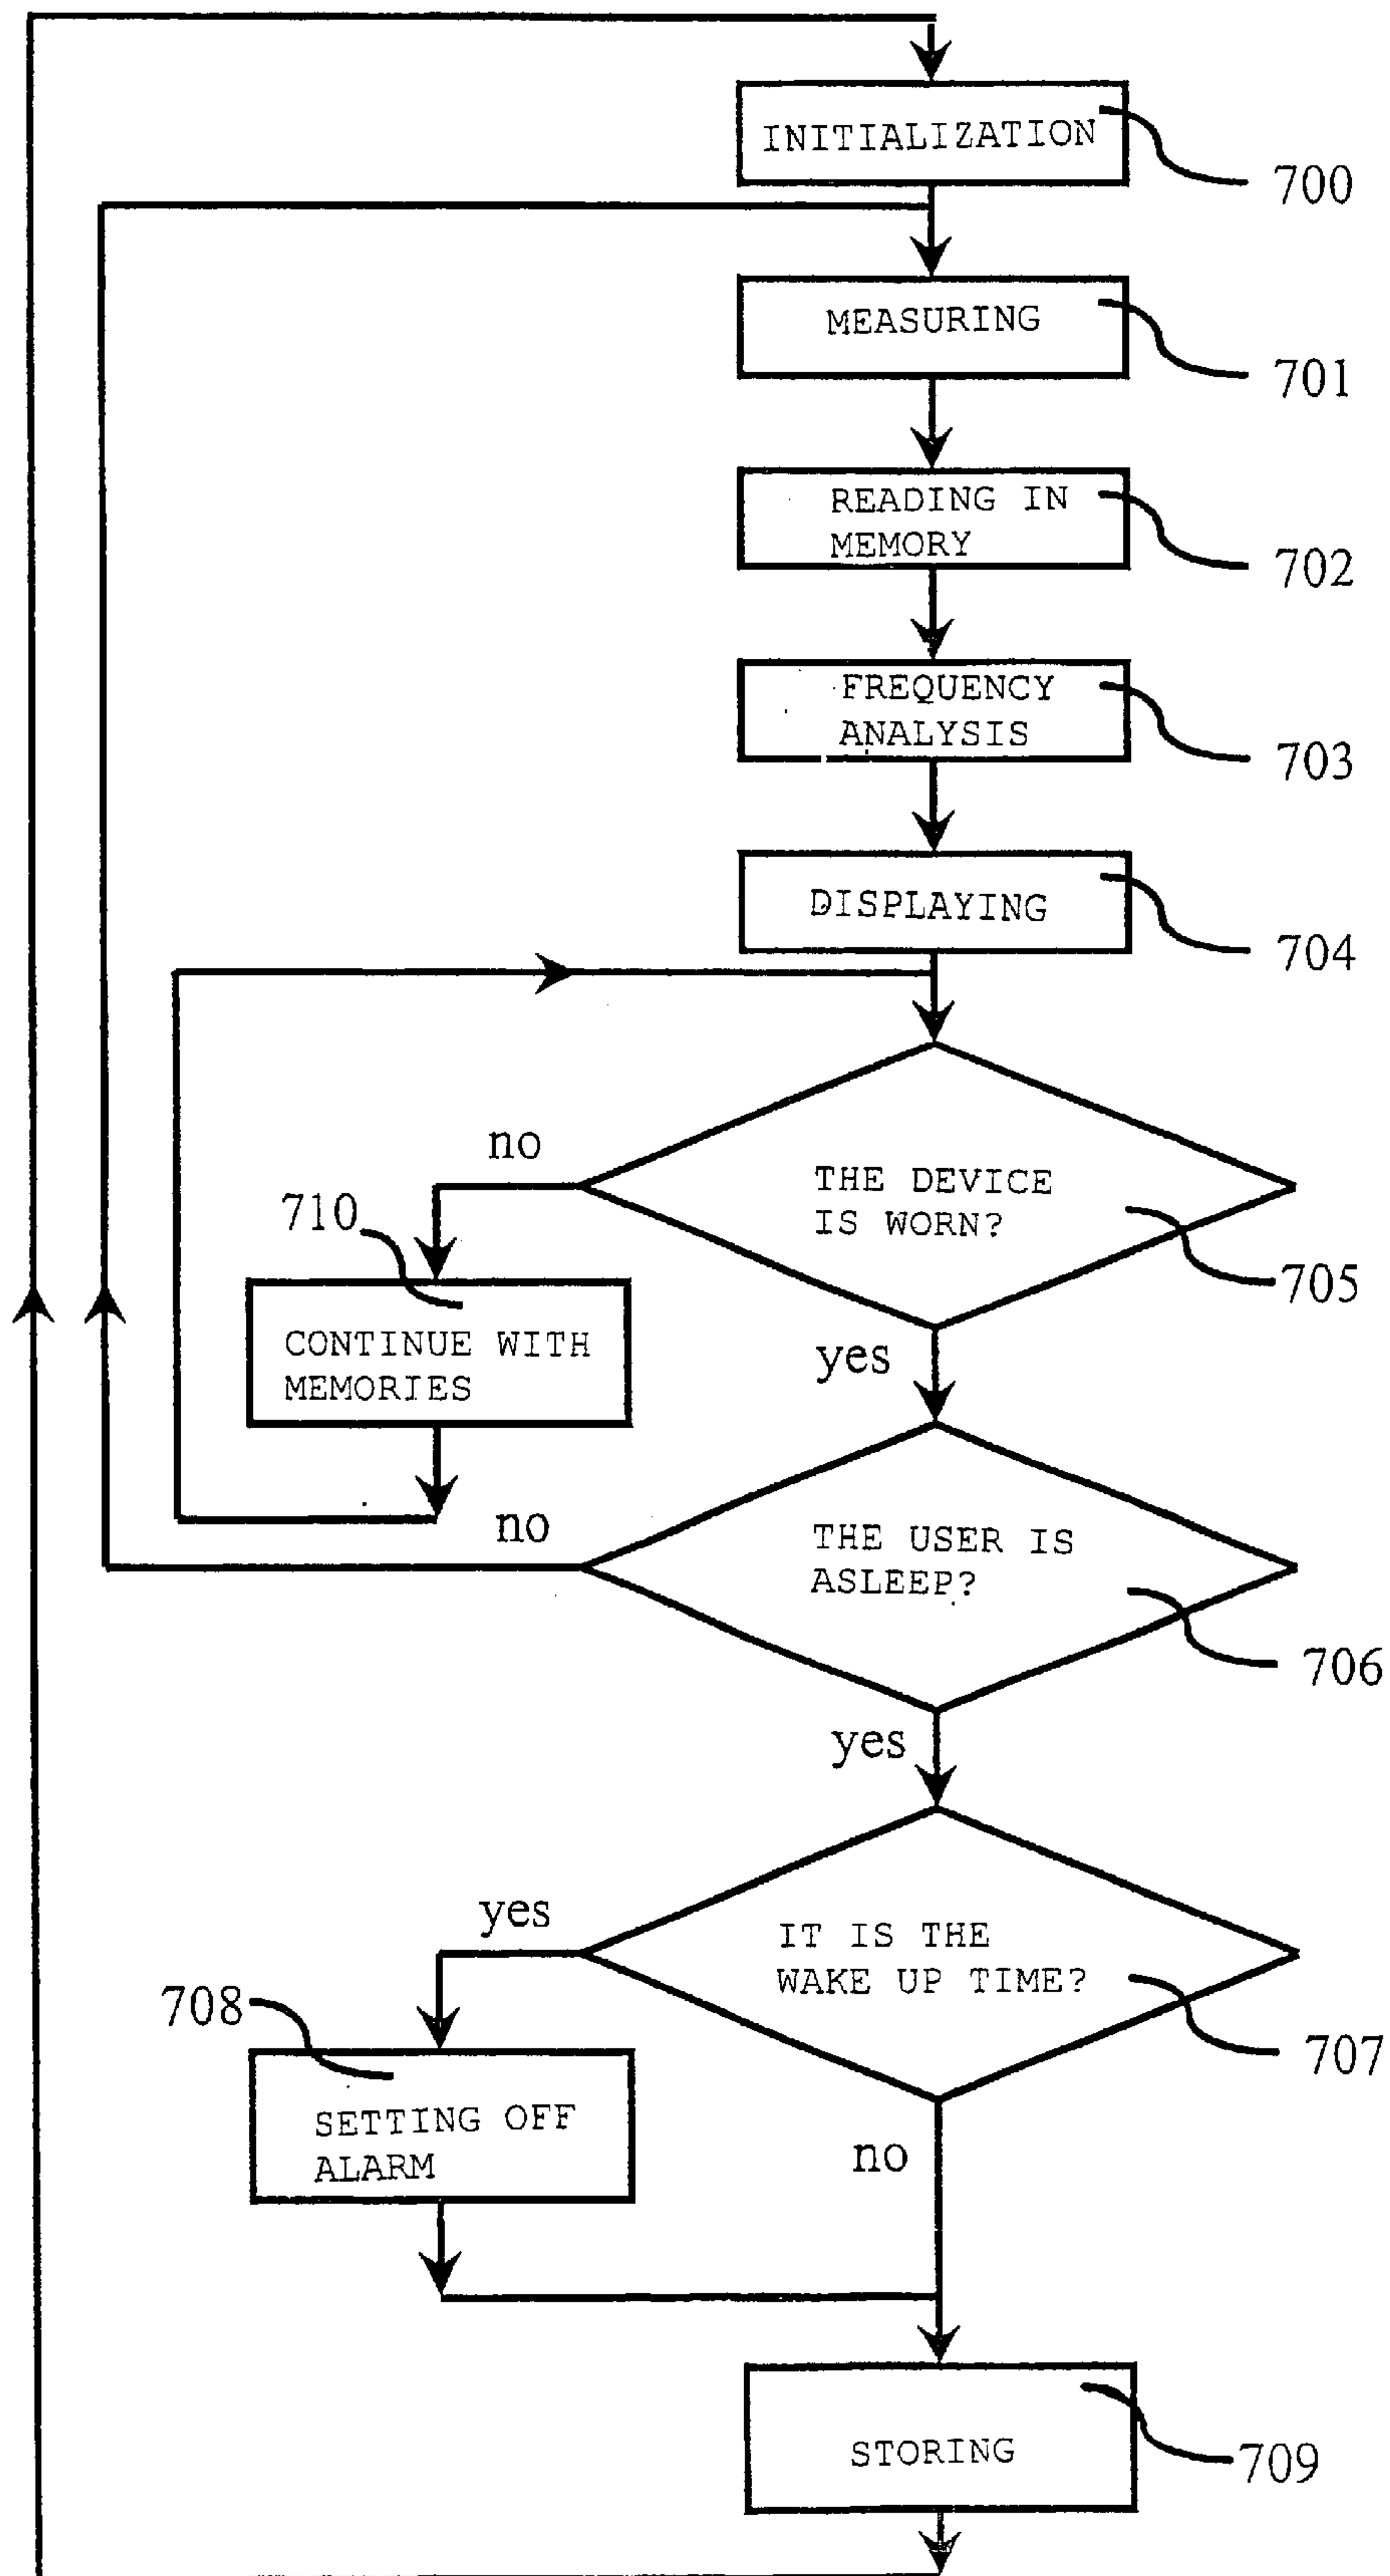 INITIALIZATION
700
MEASURING
701
READING IN
MEMORY
702
FREQUENCY
ANALYSIS
703
DISPLAYING
704
no
THE DEVICE
IS WORN?
705
710
CONTINUE WITH
MEMORIES
yes
no
THE USER IS
ASLEEP?
706
yes
yes
IT IS THE
WAKE UP TIME?
707
708
SETTING OFF
ALARM
no
STORING
709